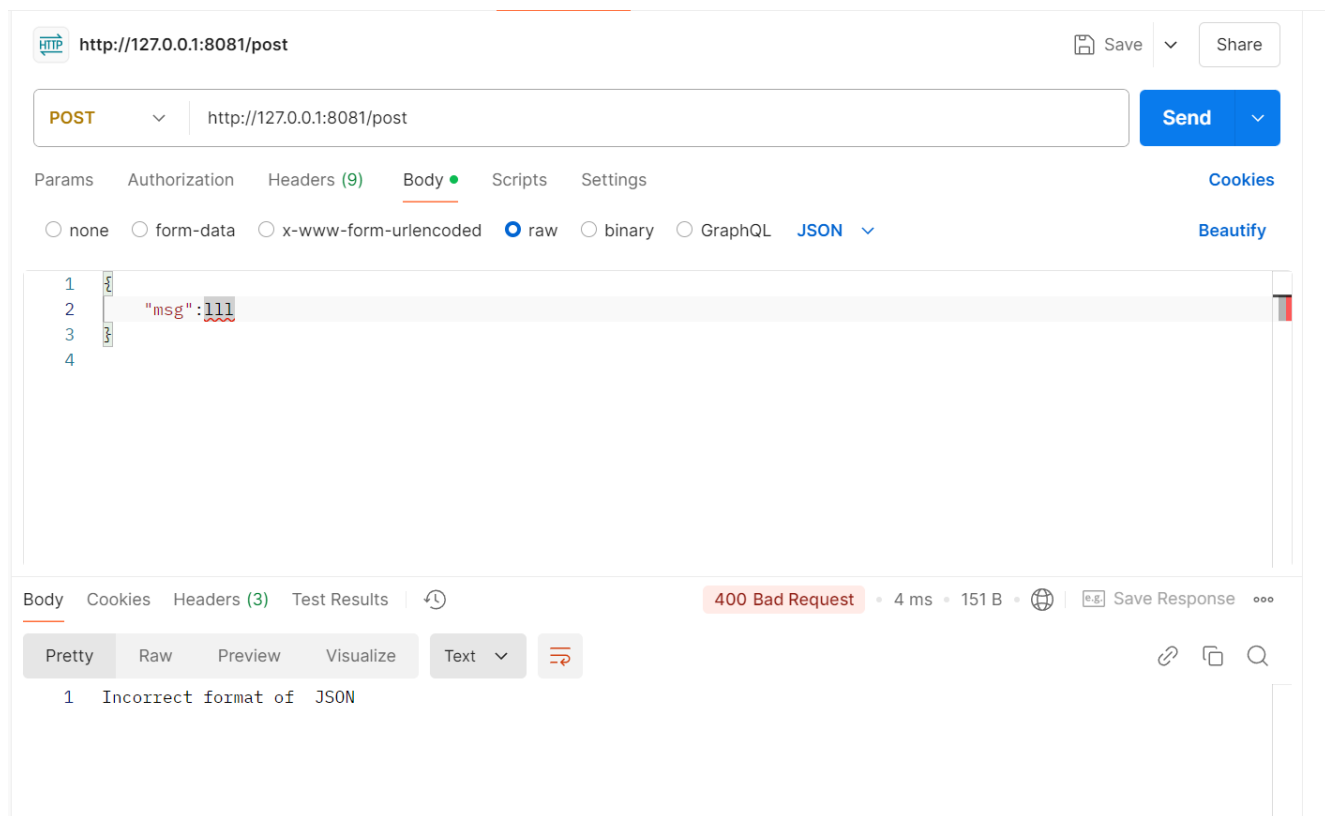 HTTP http://127.0.0.1:8081/post Save Share
POST http://127.0.0.1:8081/post Send
Params Authorization Headers (9) Body Scripts Settings Cookies
none form-data x-www-form-urlencoded raw binary GraphQL JSON Beautify
1 {
2 "msg":lll
3 }
4
Body Cookies Headers (3) Test Results 400 Bad Request 4 ms 151 B e.g. Save Response
Pretty Raw Preview Visualize Text
1 Incorrect format of  JSON